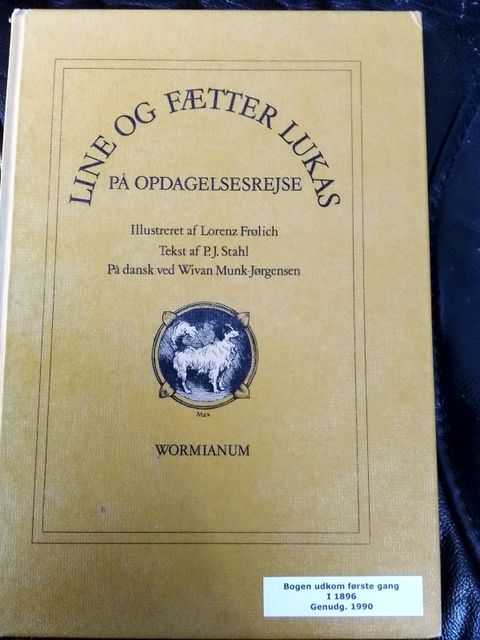 LINE OG FÆTTER LUKAS
PÅ OPDAGELSESREJSE
Illustreret af Lorenz Frølich
Tekst af P.J. Stahl
På dansk ved Wivan Munk-Jørgensen
Max
WORMIANUM
Bogen udkom første gang
I 1896
Genudg. 1990